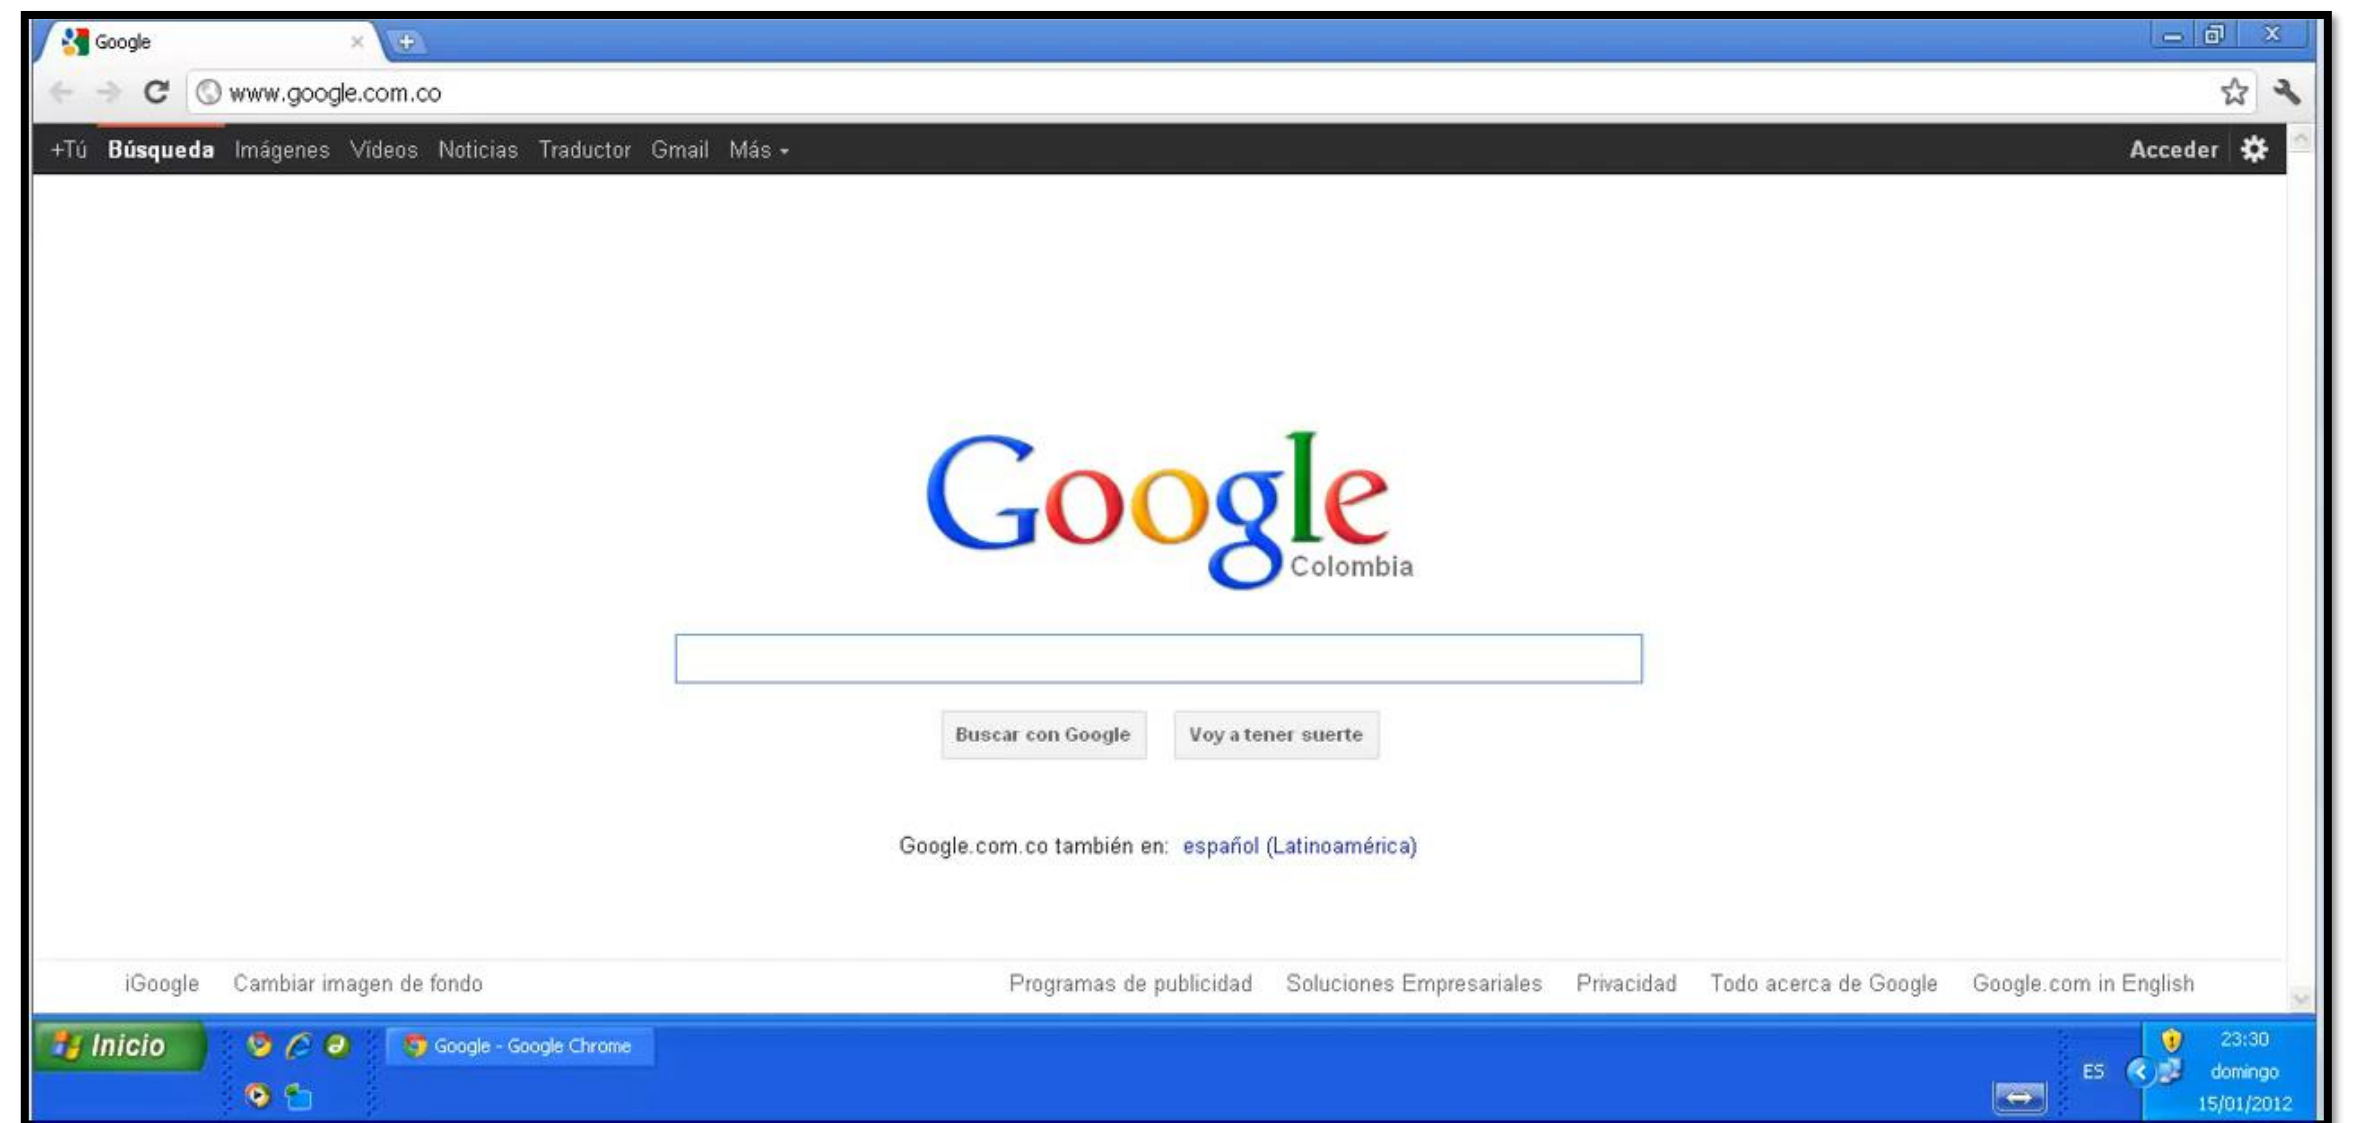 Google
www.google.com.co
+Tú Búsqueda Imágenes Vídeos Noticias Traductor Gmail Más Acceder
Google
Colombia
Buscar con Google Voy a tener suerte
Google.com.co también en: español (Latinoamérica)
iGoogle Cambiar imagen de fondo Programas de publicidad Soluciones Empresariales Privacidad Todo acerca de Google Google.com in English
Inicio Google - Google Chrome 23:30
ES domingo
15/01/2012